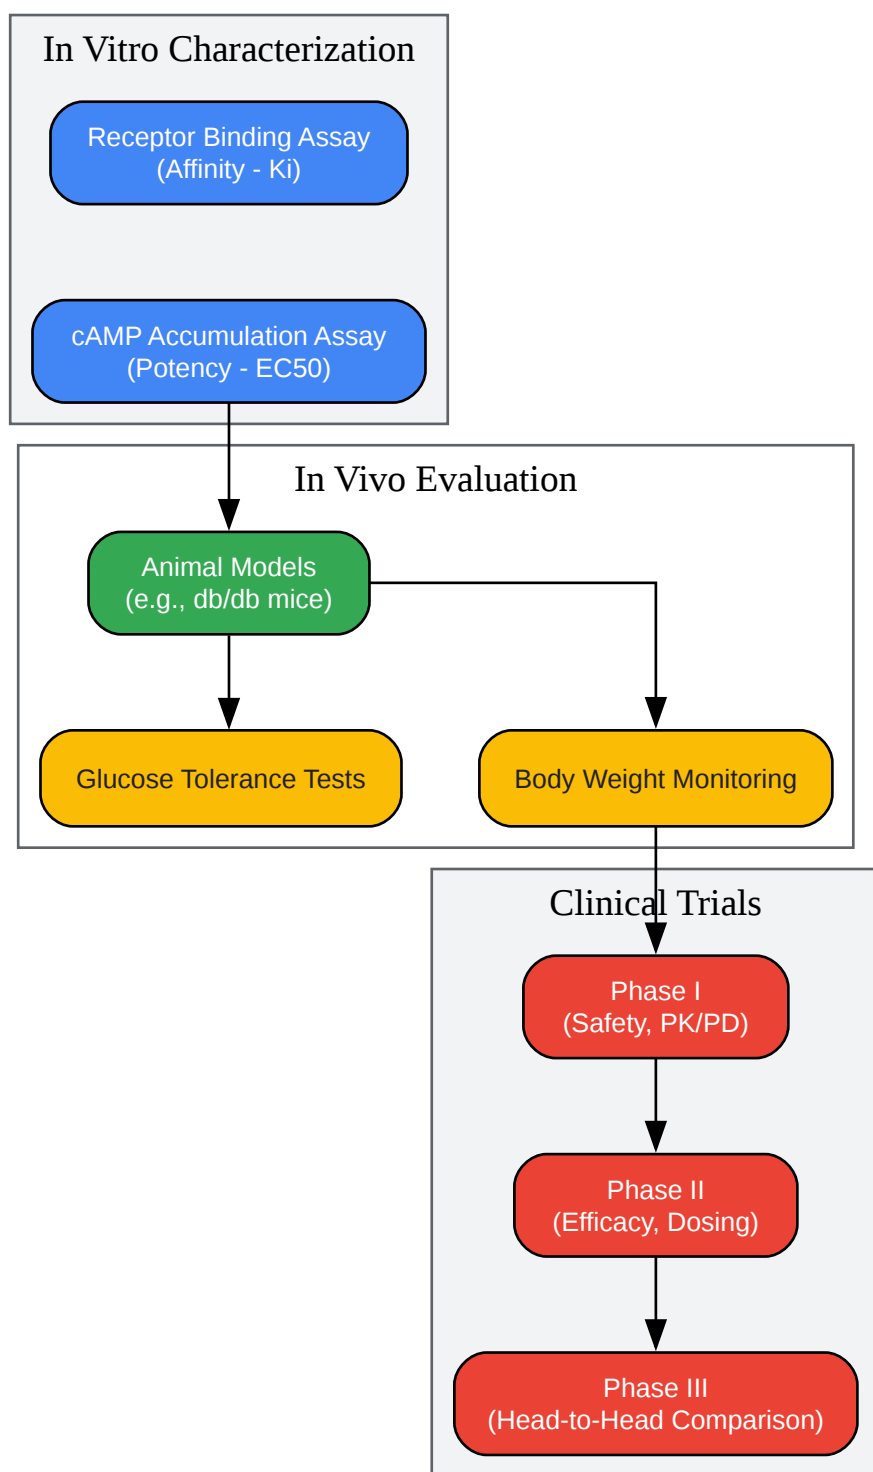 In Vitro Characterization
Receptor Binding Assay
(Affinity - Ki)
cAMP Accumulation Assay
(Potency - EC50)
In Vivo Evaluation
Animal Models
(e.g., db/db mice)
Glucose Tolerance Tests
Body Weight Monitoring
Clinical Trials
Phase I
(Safety, PK/PD)
Phase II
(Efficacy, Dosing)
Phase III
(Head-to-Head Comparison)